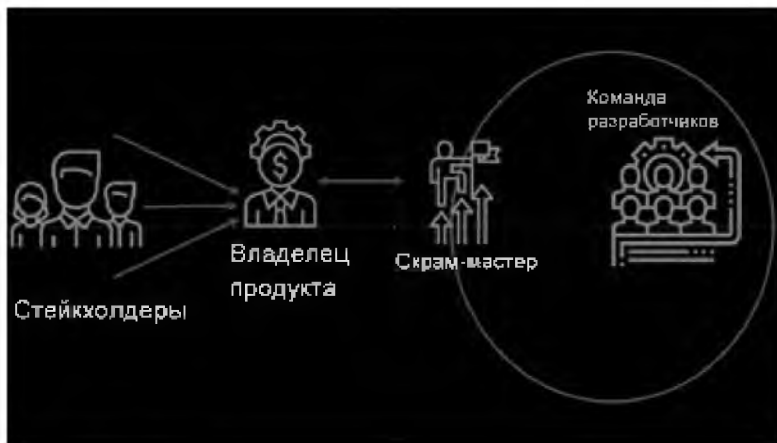 Стейкхолдеры
Владелец
продукта
$
Скрам-мастер
Команда
разработчиков